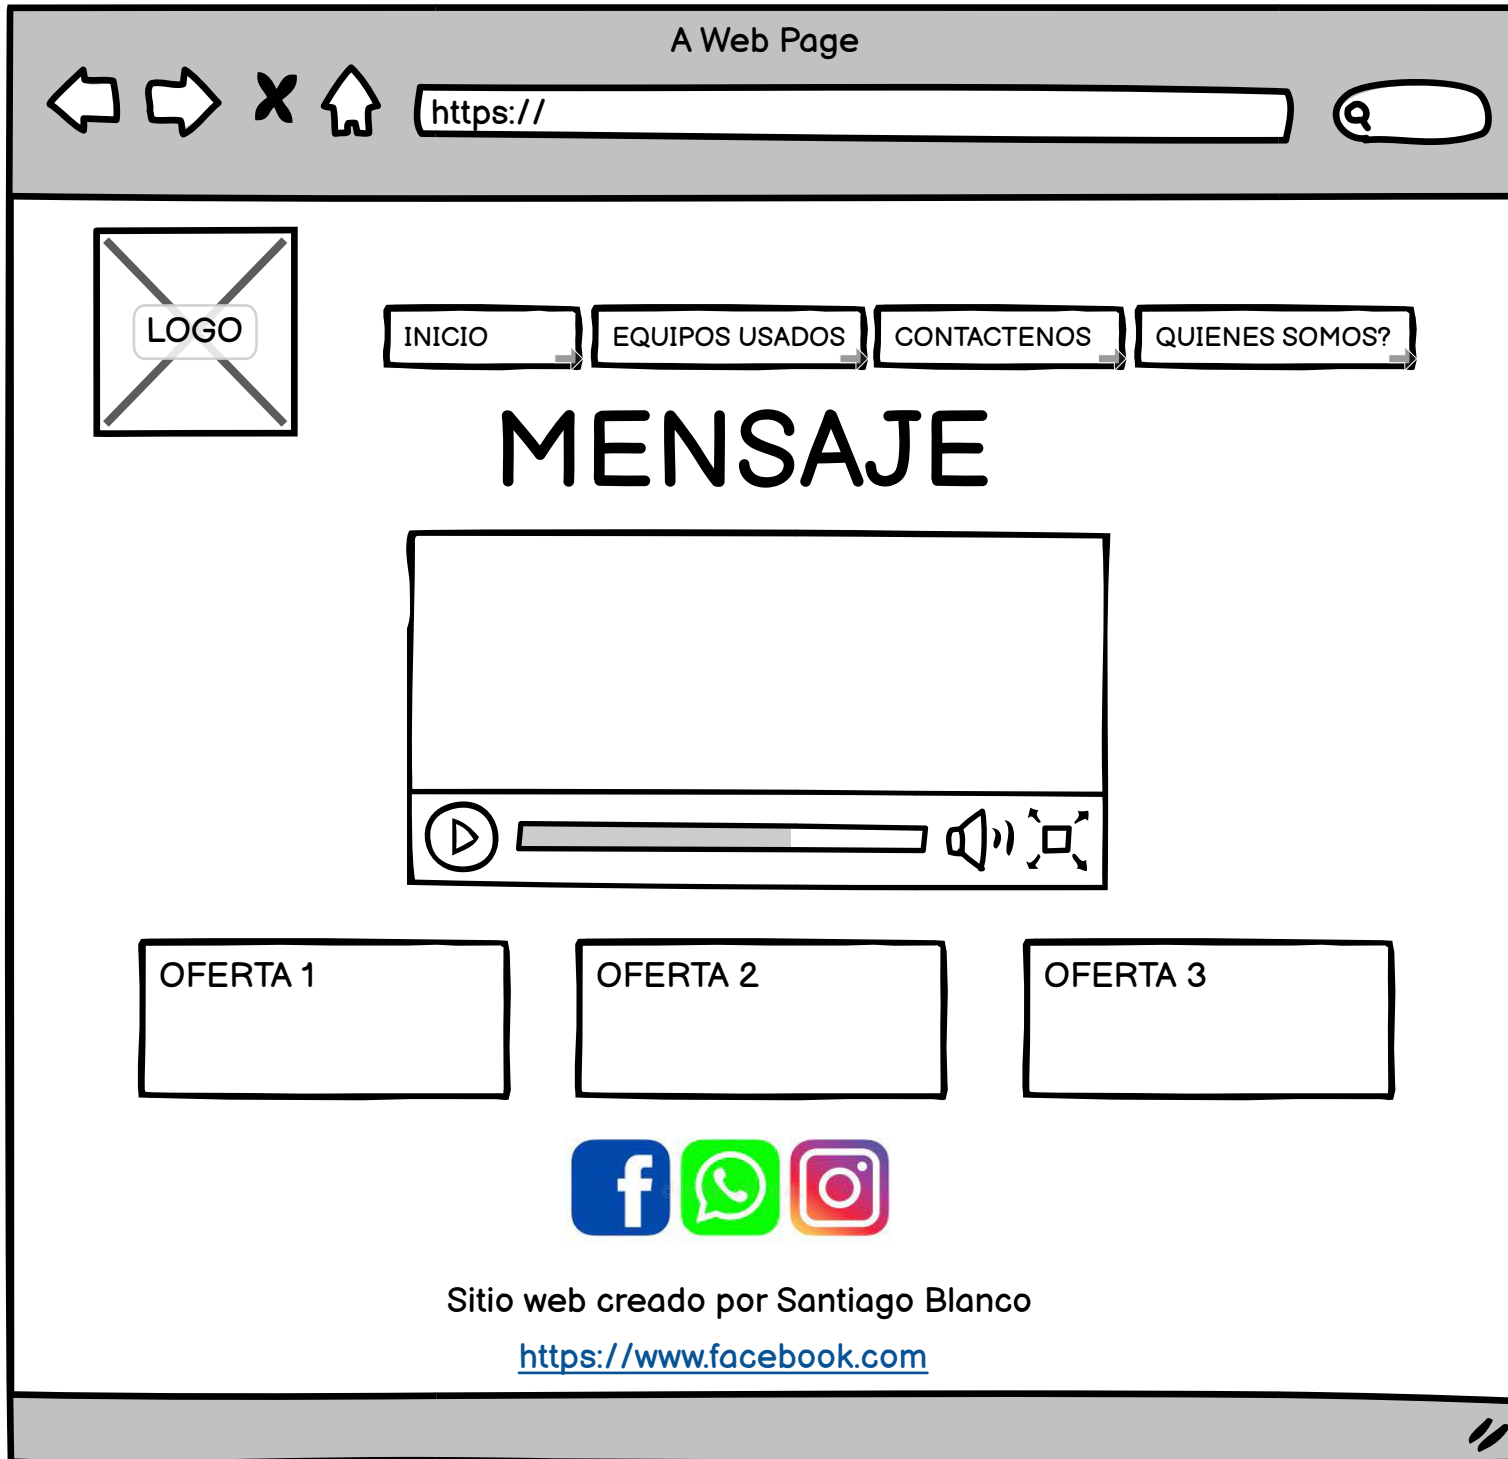 A Web Page
https://
LOGO
INICIO
EQUIPOS USADOS
CONTACTENOS
QUIENES SOMOS?
MENSAJE
OFERTA 1
OFERTA 2
OFERTA 3
Sitio web creado por Santiago Blanco
https://www.facebook.com